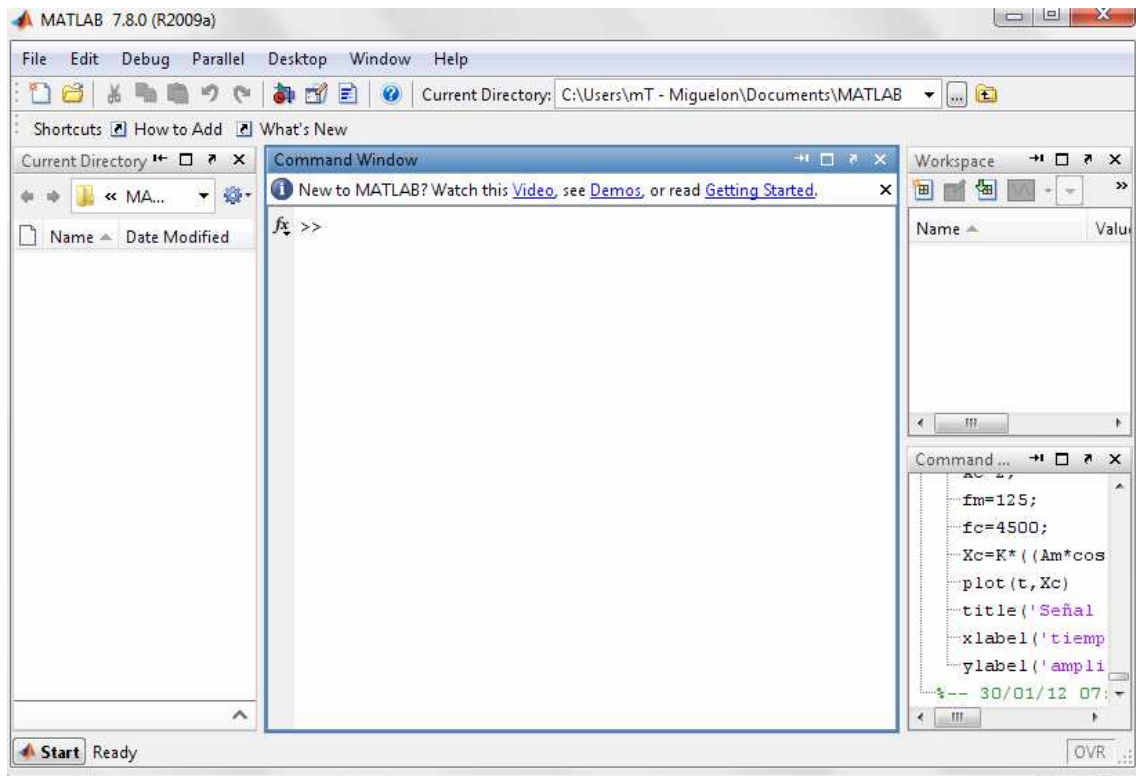 MATLAB 7.8.0 (R2009a)
File Edit Debug Parallel Desktop Window Help
Current Directory: C:\Users\mT - Miguelon\Documents\MATLAB
Shortcuts How to Add What's New
Current Directory
« MA...
Name Date Modified
Command Window
New to MATLAB? Watch this Video, see Demos, or read Getting Started.
fx >>
Workspace
Name Valu
Command ...
fm=125;
fc=4500;
Xc=K*((Am*cos
plot(t,Xc)
title('Señal
xlabel('tiemp
ylabel('ampli
%-- 30/01/12 07:
Start Ready
OVR